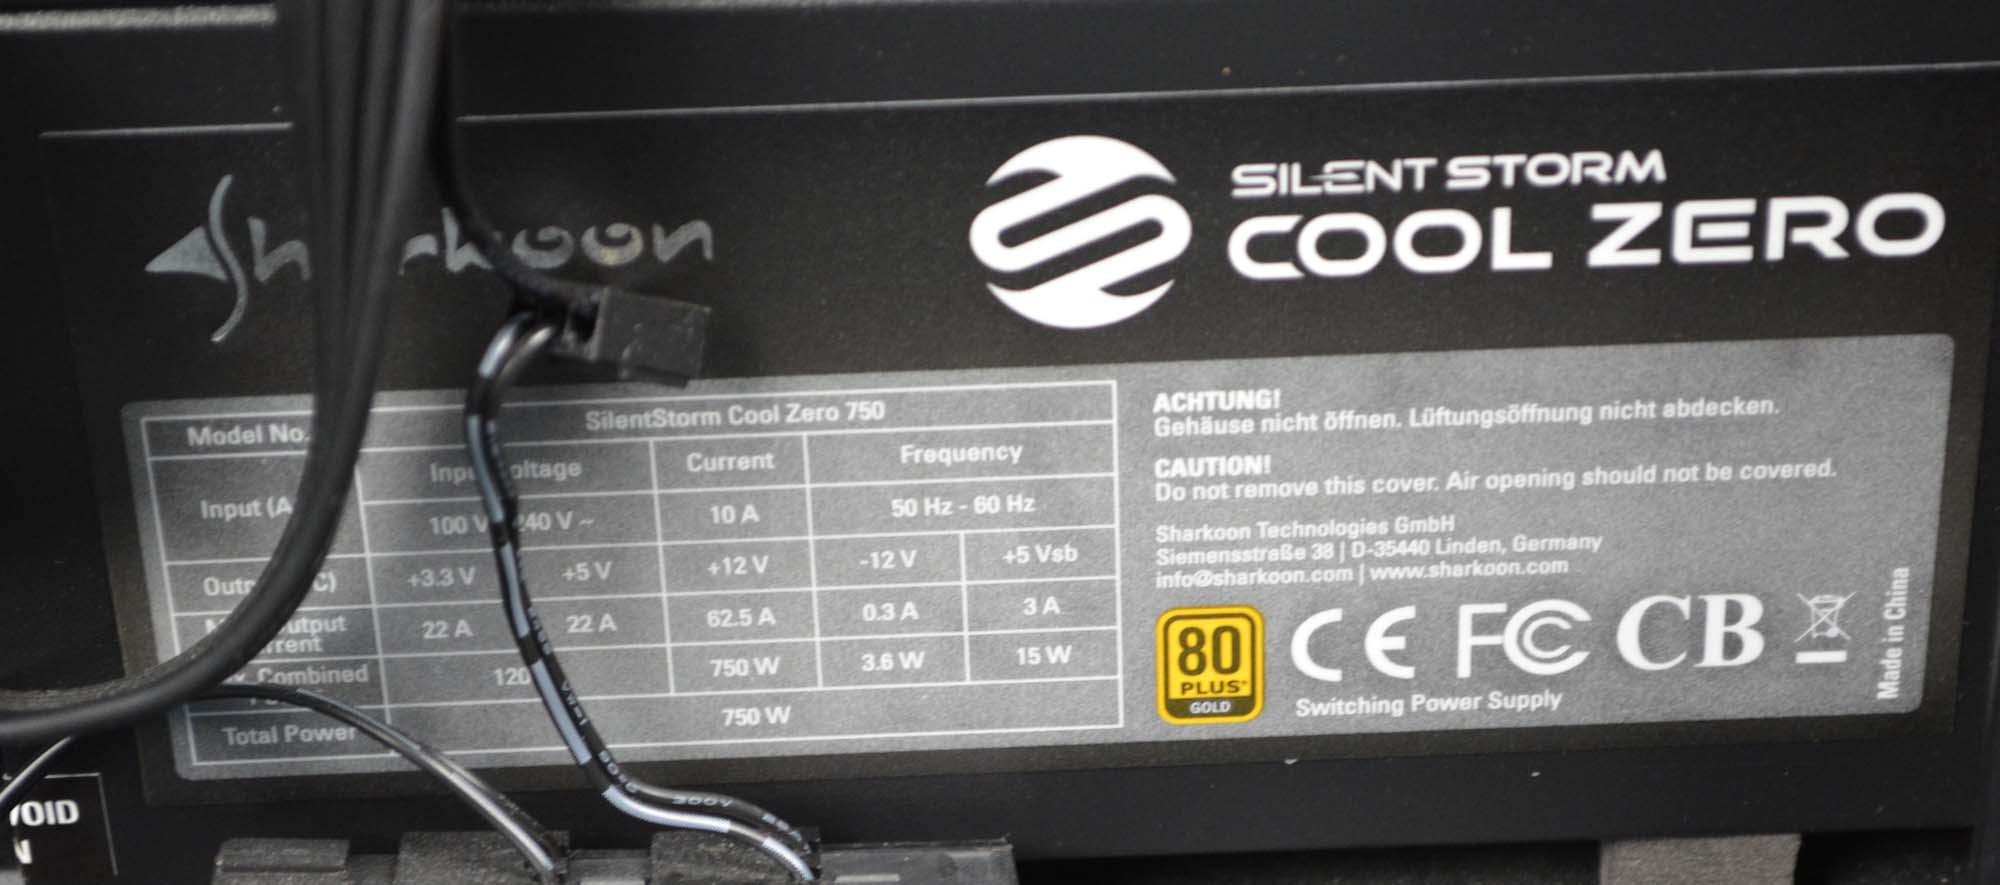 Sharkoon
SILENT STORM
COOL ZERO
Model No. SilentStorm Cool Zero 750
Input Voltage Current Frequency
100 V 240 V ~ 10 A 50 Hz - 60 Hz
+3.3 V +5 V +12 V -12 V +5 Vsb
22 A 22 A 62.5 A 0.3 A 3 A
Combined 120 750 W 3.6 W 15 W
Total Power 750 W
ACHTUNG!
Gehäuse nicht öffnen. Lüftungsöffnung nicht abdecken.
CAUTION!
Do not remove this cover. Air opening should not be covered.
Sharkoon Technologies GmbH
Siemensstraße 38 | D-35440 Linden, Germany
info@sharkoon.com | www.sharkoon.com
80
PLUS
GOLD
CE FC CB
Switching Power Supply
Made in China
300V